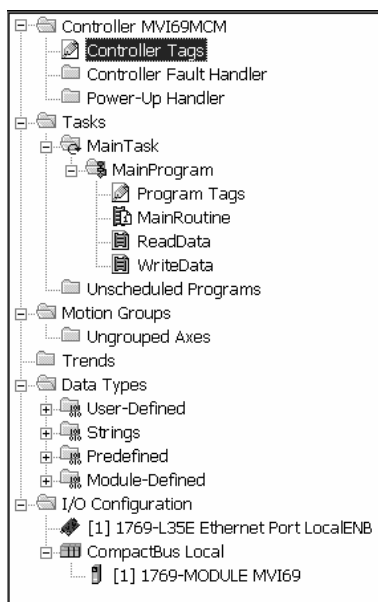 Controller MVI69MCM
Controller Tags
Controller Fault Handler
Power-Up Handler
Tasks
MainTask
MainProgram
Program Tags
MainRoutine
ReadData
WriteData
Unscheduled Programs
Motion Groups
Ungrouped Axes
Trends
Data Types
User-Defined
Strings
Predefined
Module-Defined
I/O Configuration
[1] 1769-L35E Ethernet Port LocalENB
CompactBus Local
[1] 1769-MODULE MVI69